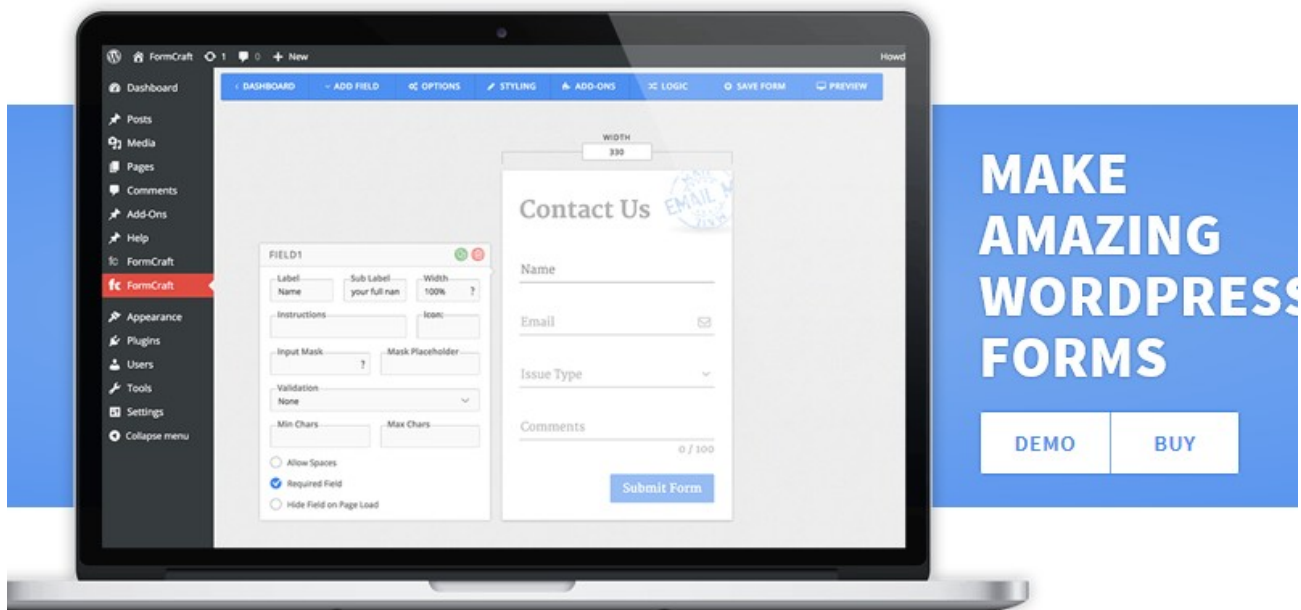 FormCraft 1 0 + New Howd
DASHBOARD ADD FIELD OPTIONS STYLING ADD-ONS LOGIC SAVE FORM PREVIEW
Dashboard
Posts
Media
Pages
Comments
Add-Ons
Help
fc FormCraft
fc FormCraft
Appearance
Plugins
Users
Tools
Settings
Collapse menu
FIELD1
Label Sub Label Width
Name your full nan 100% ?
Instructions Icon:
Input Mask Mask Placeholder
?
Validation
None
Min Chars Max Chars
Allow Spaces
Required Field
Hide Field on Page Load
WIDTH
330
Contact Us
EMAIL
Name
Email
Issue Type
Comments
0 / 100
Submit Form
MAKE
AMAZING
WORDPRESS
FORMS
DEMO BUY